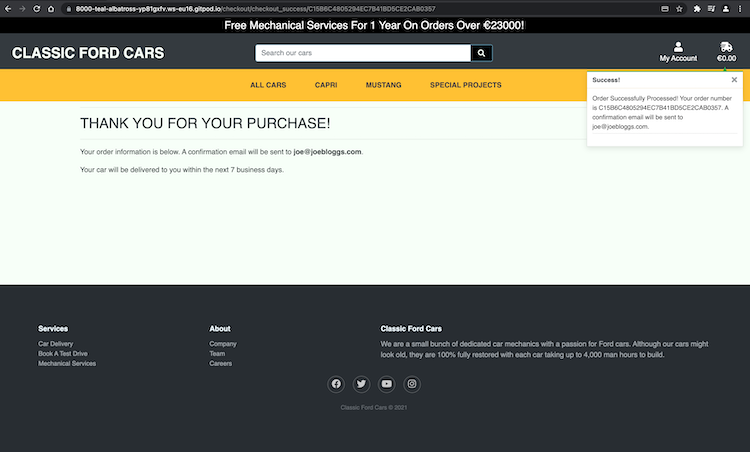 8000-teal-albatross-yp81gxfv.ws-eu16.gitpod.io/checkout/checkout_success/C15B6C4805294EC7B41BD5CE2CAB0357
Free Mechanical Services For 1 Year On Orders Over €23000!
CLASSIC FORD CARS
Search our cars
My Account
€0.00
ALL CARS
CAPRI
MUSTANG
SPECIAL PROJECTS
Success!
Order Successfully Processed! Your order number
is C15B6C4805294EC7B41BD5CE2CAB0357. A
confirmation email will be sent to
joe@joebloggs.com.
THANK YOU FOR YOUR PURCHASE!
Your order information is below. A confirmation email will be sent to joe@joebloggs.com.
Your car will be delivered to you within the next 7 business days.
Services
Car Delivery
Book A Test Drive
Mechanical Services
About
Company
Team
Careers
Classic Ford Cars
We are a small bunch of dedicated car mechanics with a passion for Ford cars. Although our cars might
look old, they are 100% fully restored with each car taking up to 4,000 man hours to build.
Classic Ford Cars © 2021